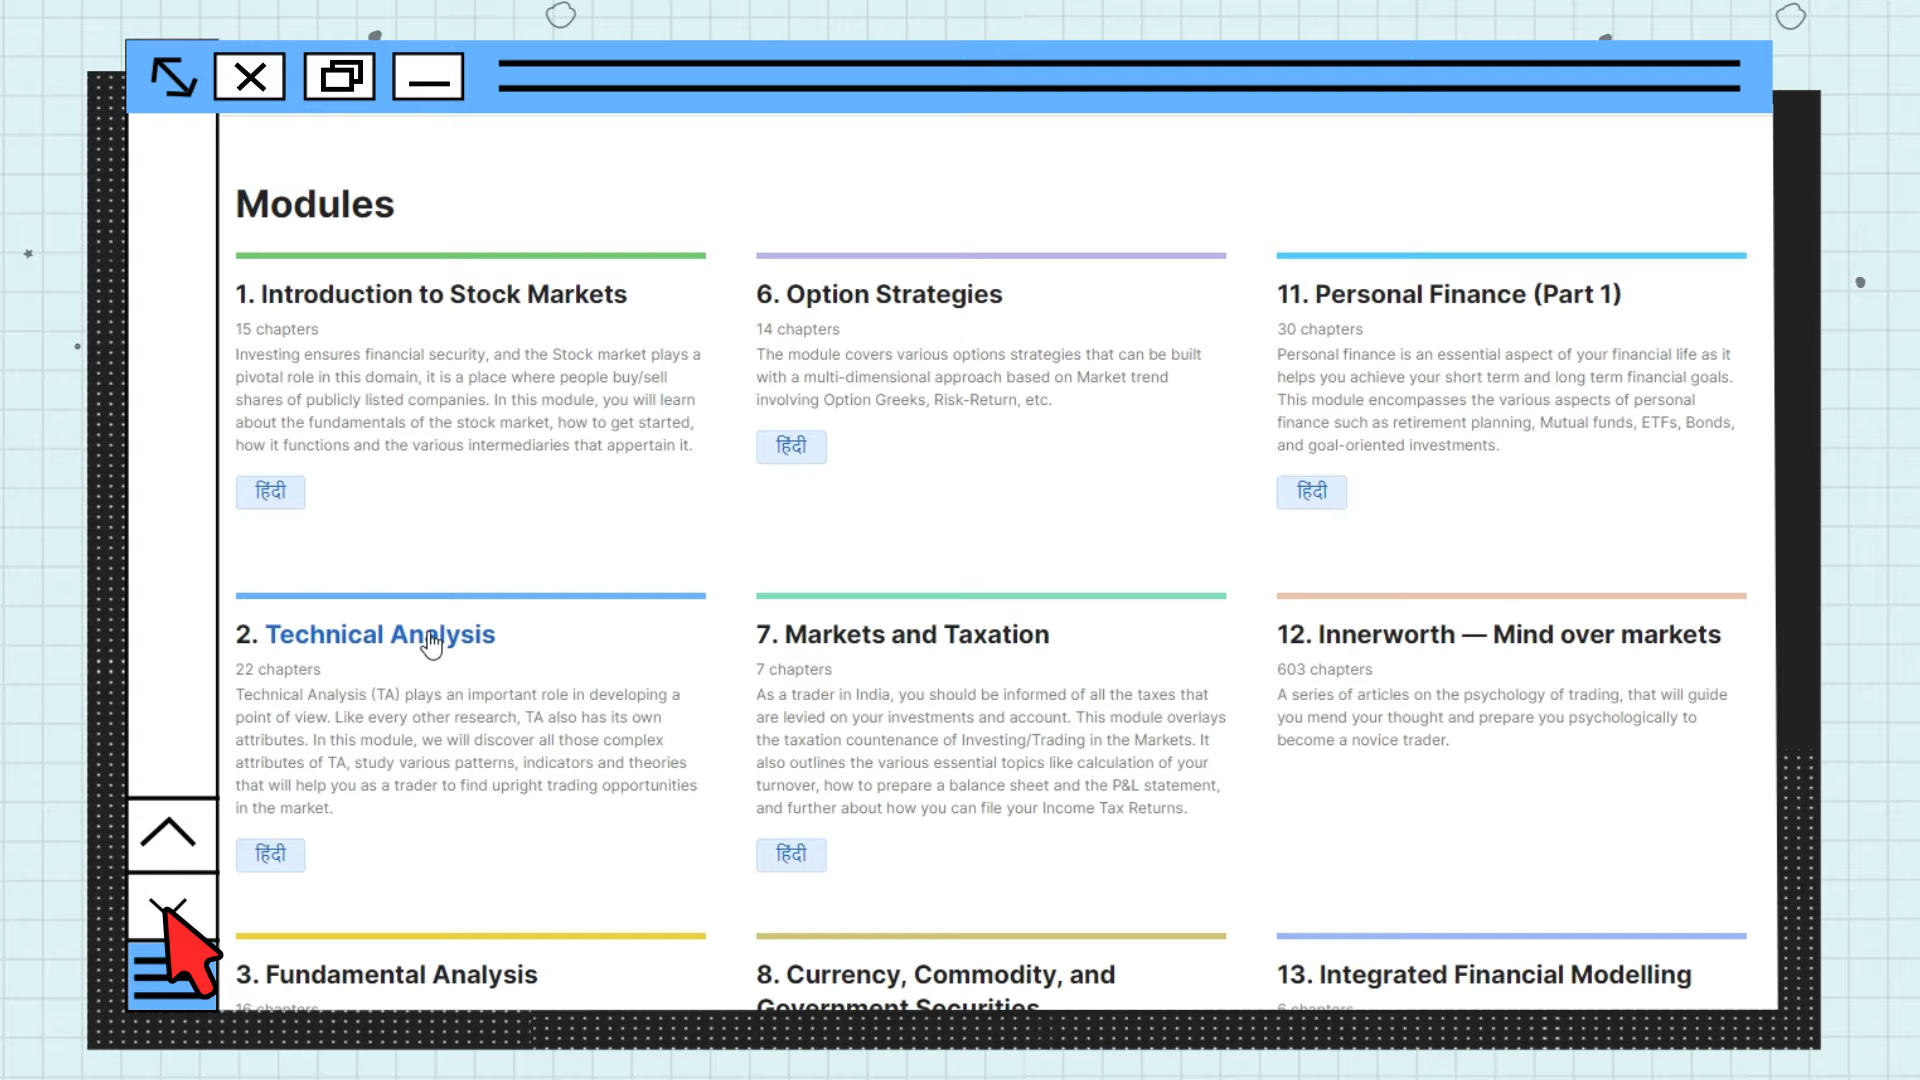 Modules
1. Introduction to Stock Markets
15 chapters
Investing ensures financial security, and the Stock market plays a
pivotal role in this domain, it is a place where people buy/sell
shares of publicly listed companies. In this module, you will learn
about the fundamentals of the stock market, how to get started,
how it functions and the various intermediaries that appertain it.
हिंदी
6. Option Strategies
14 chapters
The module covers various options strategies that can be built
with a multi-dimensional approach based on Market trend
involving Option Greeks, Risk-Return, etc.
हिंदी
11. Personal Finance (Part 1)
30 chapters
Personal finance is an essential aspect of your financial life as it
helps you achieve your short term and long term financial goals.
This module encompasses the various aspects of personal
finance such as retirement planning, Mutual funds, ETFs, Bonds,
and goal-oriented investments.
हिंदी
2. Technical Analysis
22 chapters
Technical Analysis (TA) plays an important role in developing a
point of view. Like every other research, TA also has its own
attributes. In this module, we will discover all those complex
attributes of TA, study various patterns, indicators and theories
that will help you as a trader to find upright trading opportunities
in the market.
हिंदी
7. Markets and Taxation
7 chapters
As a trader in India, you should be informed of all the taxes that
are levied on your investments and account. This module overlays
the taxation countenance of Investing/Trading in the Markets. It
also outlines the various essential topics like calculation of your
turnover, how to prepare a balance sheet and the P&L statement,
and further about how you can file your Income Tax Returns.
हिंदी
12. Innerworth — Mind over markets
603 chapters
A series of articles on the psychology of trading, that will guide
you mend your thought and prepare you psychologically to
become a novice trader.
3. Fundamental Analysis
16 chapters
8. Currency, Commodity, and
Government Securities
13. Integrated Financial Modelling
6 chapters